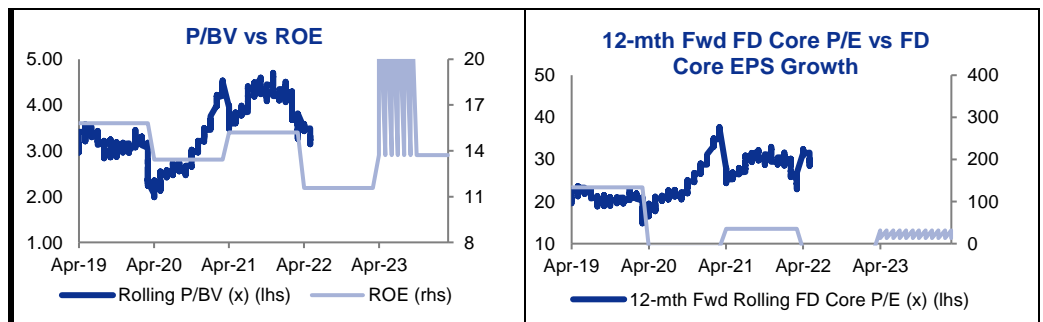 P/BV vs ROE
5.00
4.00
3.00
2.00
1.00
20
17
14
11
8
Apr-19 Apr-20 Apr-21 Apr-22 Apr-23
Rolling P/BV (x) (lhs) ROE (rhs)
12-mth Fwd FD Core P/E vs FD
Core EPS Growth
50
40
30
20
10
400
300
200
100
0
Apr-19 Apr-20 Apr-21 Apr-22 Apr-23
12-mth Fwd Rolling FD Core P/E (x) (lhs)